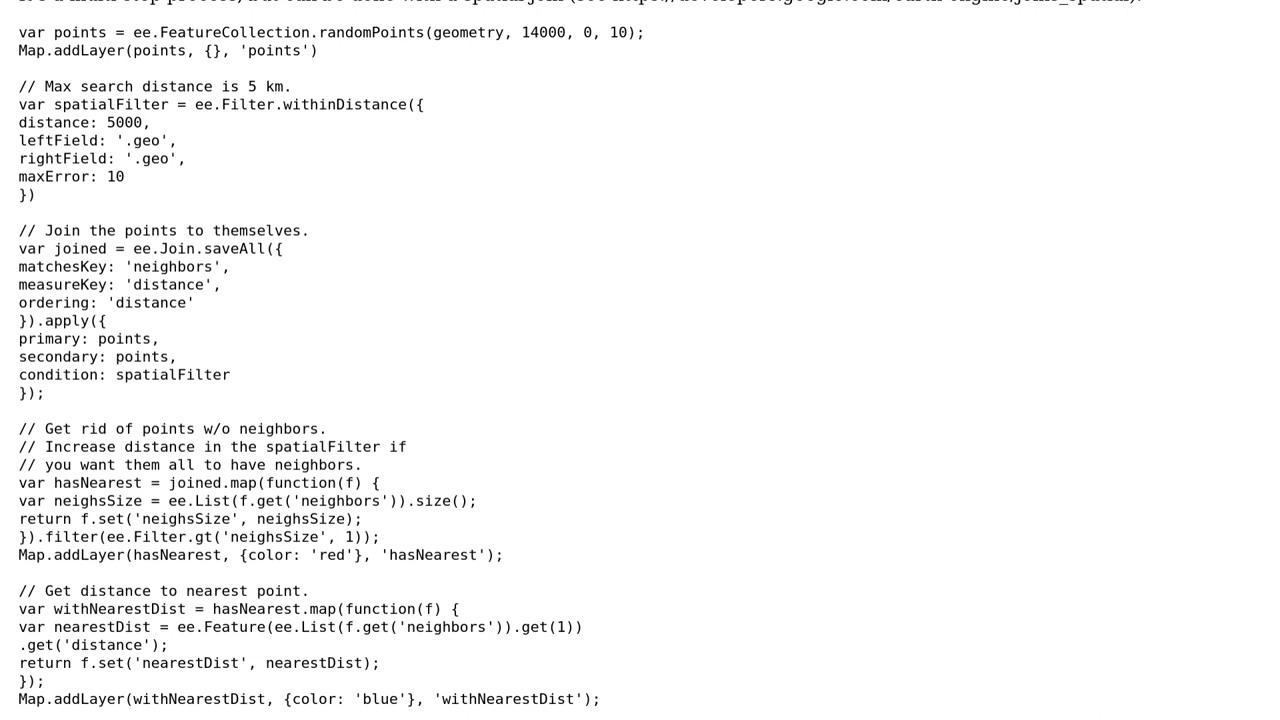 var points = ee.FeatureCollection.randomPoints(geometry, 14000, 0, 10);
Map.addLayer(points, {}, 'points')
// Max search distance is 5 km.
var spatialFilter = ee.Filter.withinDistance({
distance: 5000,
leftField: '.geo',
rightField: '.geo',
maxError: 10
})
// Join the points to themselves.
var joined = ee.Join.saveAll({
matchesKey: 'neighbors',
measureKey: 'distance',
ordering: 'distance'
}).apply({
primary: points,
secondary: points,
condition: spatialFilter
});
// Get rid of points w/o neighbors.
// Increase distance in the spatialFilter if
// you want them all to have neighbors.
var hasNearest = joined.map(function(f) {
var neighsSize = ee.List(f.get('neighbors')).size();
return f.set('neighsSize', neighsSize);
}).filter(ee.Filter.gt('neighsSize', 1));
Map.addLayer(hasNearest, {color: 'red'}, 'hasNearest');
// Get distance to nearest point.
var withNearestDist = hasNearest.map(function(f) {
var nearestDist = ee.Feature(ee.List(f.get('neighbors')).get(1))
.get('distance');
return f.set('nearestDist', nearestDist);
});
Map.addLayer(withNearestDist, {color: 'blue'}, 'withNearestDist');